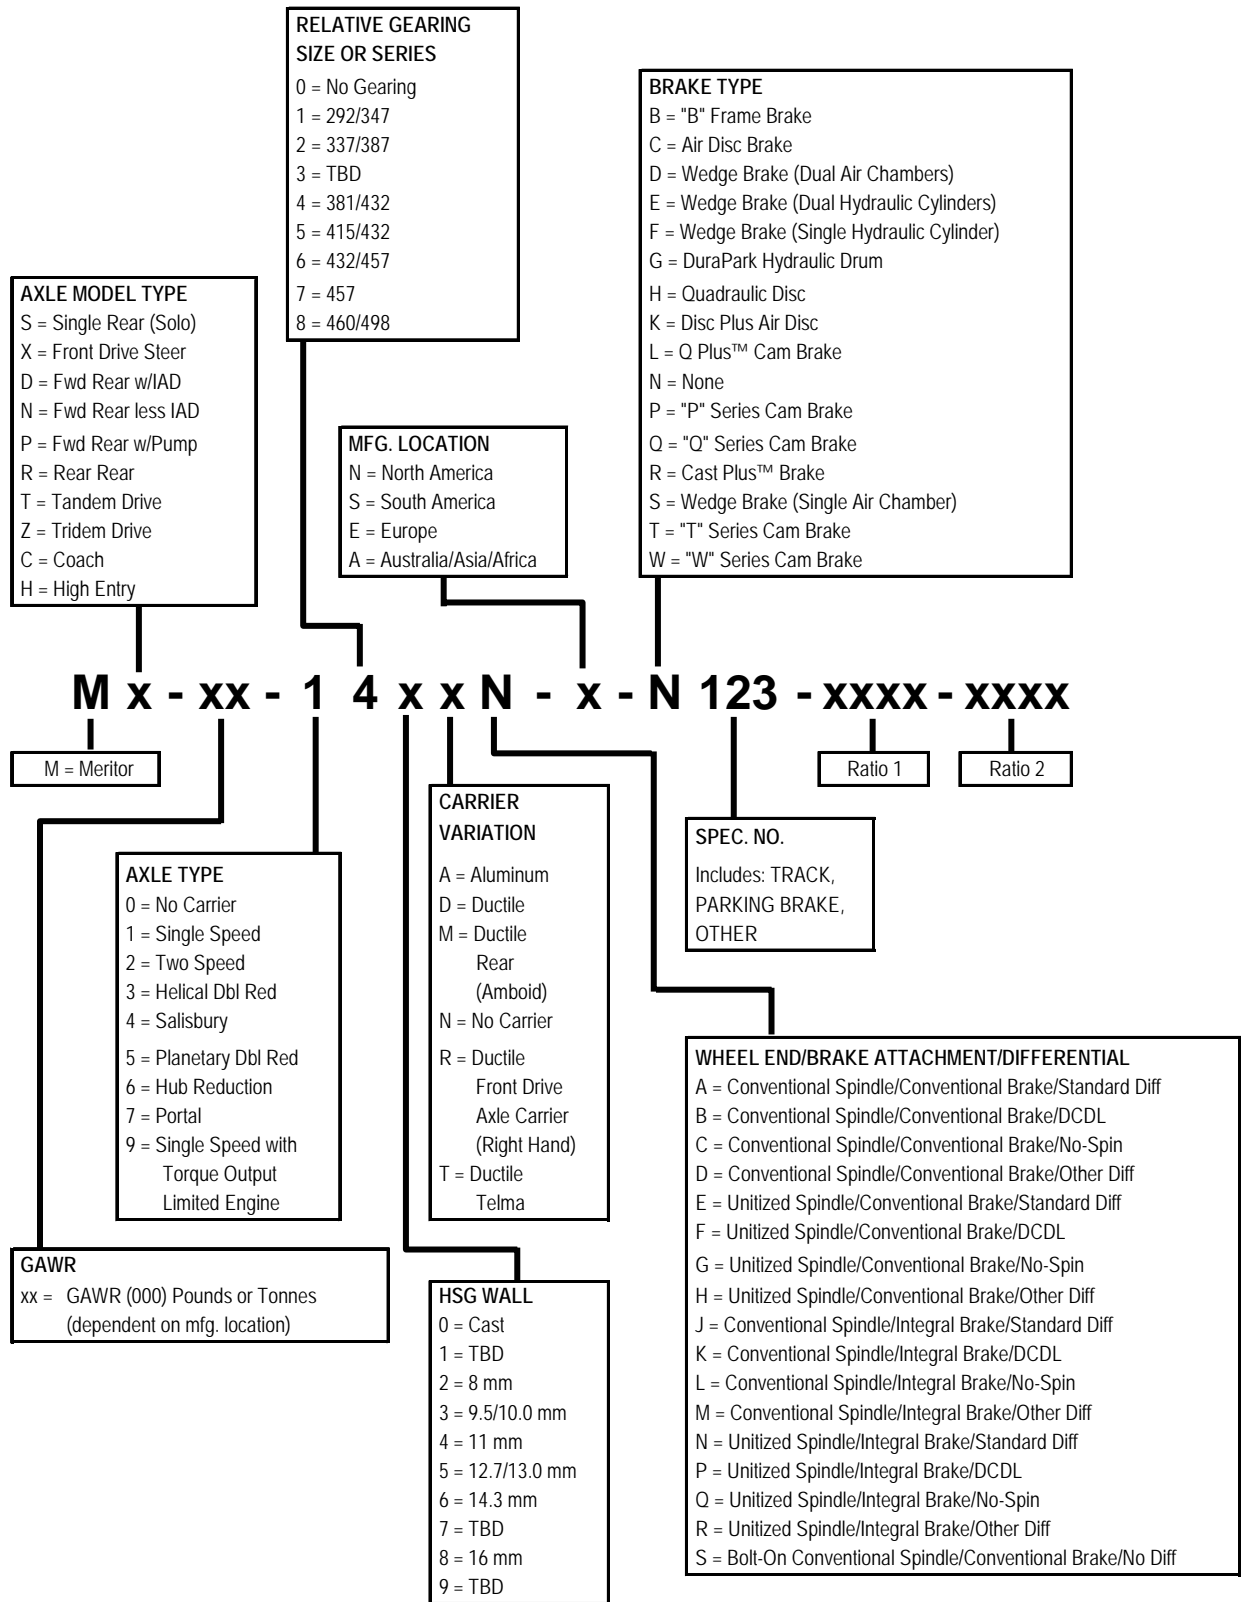 RELATIVE GEARING
SIZE OR SERIES
0 = No Gearing
1 = 292/347
2 = 337/387
3 = TBD
4 = 381/432
5 = 415/432
6 = 432/457
7 = 457
8 = 460/498
BRAKE TYPE
B = "B" Frame Brake
C = Air Disc Brake
D = Wedge Brake (Dual Air Chambers)
E = Wedge Brake (Dual Hydraulic Cylinders)
F = Wedge Brake (Single Hydraulic Cylinder)
G = DuraPark Hydraulic Drum
H = Quadraulic Disc
K = Disc Plus Air Disc
L = Q Plus™ Cam Brake
N = None
P = "P" Series Cam Brake
Q = "Q" Series Cam Brake
R = Cast Plus™ Brake
S = Wedge Brake (Single Air Chamber)
T = "T" Series Cam Brake
W = "W" Series Cam Brake
AXLE MODEL TYPE
S = Single Rear (Solo)
X = Front Drive Steer
D = Fwd Rear w/IAD
N = Fwd Rear less IAD
P = Fwd Rear w/Pump
R = Rear Rear
T = Tandem Drive
Z = Tridem Drive
C = Coach
H = High Entry
MFG. LOCATION
N = North America
S = South America
E = Europe
A = Australia/Asia/Africa
M x - xx - 1 4 x x N - x - N 123 - xxxx - xxxx
M = Meritor
Ratio 1
Ratio 2
CARRIER
VARIATION
A = Aluminum
D = Ductile
M = Ductile
Rear
(Amboid)
N = No Carrier
R = Ductile
Front Drive
Axle Carrier
(Right Hand)
T = Ductile
Telma
SPEC. NO.
Includes: TRACK,
PARKING BRAKE,
OTHER
AXLE TYPE
0 = No Carrier
1 = Single Speed
2 = Two Speed
3 = Helical Dbl Red
4 = Salisbury
5 = Planetary Dbl Red
6 = Hub Reduction
7 = Portal
9 = Single Speed with
Torque Output
Limited Engine
GAWR
xx = GAWR (000) Pounds or Tonnes
(dependent on mfg. location)
HSG WALL
0 = Cast
1 = TBD
2 = 8 mm
3 = 9.5/10.0 mm
4 = 11 mm
5 = 12.7/13.0 mm
6 = 14.3 mm
7 = TBD
8 = 16 mm
9 = TBD
WHEEL END/BRAKE ATTACHMENT/DIFFERENTIAL
A = Conventional Spindle/Conventional Brake/Standard Diff
B = Conventional Spindle/Conventional Brake/DCDL
C = Conventional Spindle/Conventional Brake/No-Spin
D = Conventional Spindle/Conventional Brake/Other Diff
E = Unitized Spindle/Conventional Brake/Standard Diff
F = Unitized Spindle/Conventional Brake/DCDL
G = Unitized Spindle/Conventional Brake/No-Spin
H = Unitized Spindle/Conventional Brake/Other Diff
J = Conventional Spindle/Integral Brake/Standard Diff
K = Conventional Spindle/Integral Brake/DCDL
L = Conventional Spindle/Integral Brake/No-Spin
M = Conventional Spindle/Integral Brake/Other Diff
N = Unitized Spindle/Integral Brake/Standard Diff
P = Unitized Spindle/Integral Brake/DCDL
Q = Unitized Spindle/Integral Brake/No-Spin
R = Unitized Spindle/Integral Brake/Other Diff
S = Bolt-On Conventional Spindle/Conventional Brake/No Diff